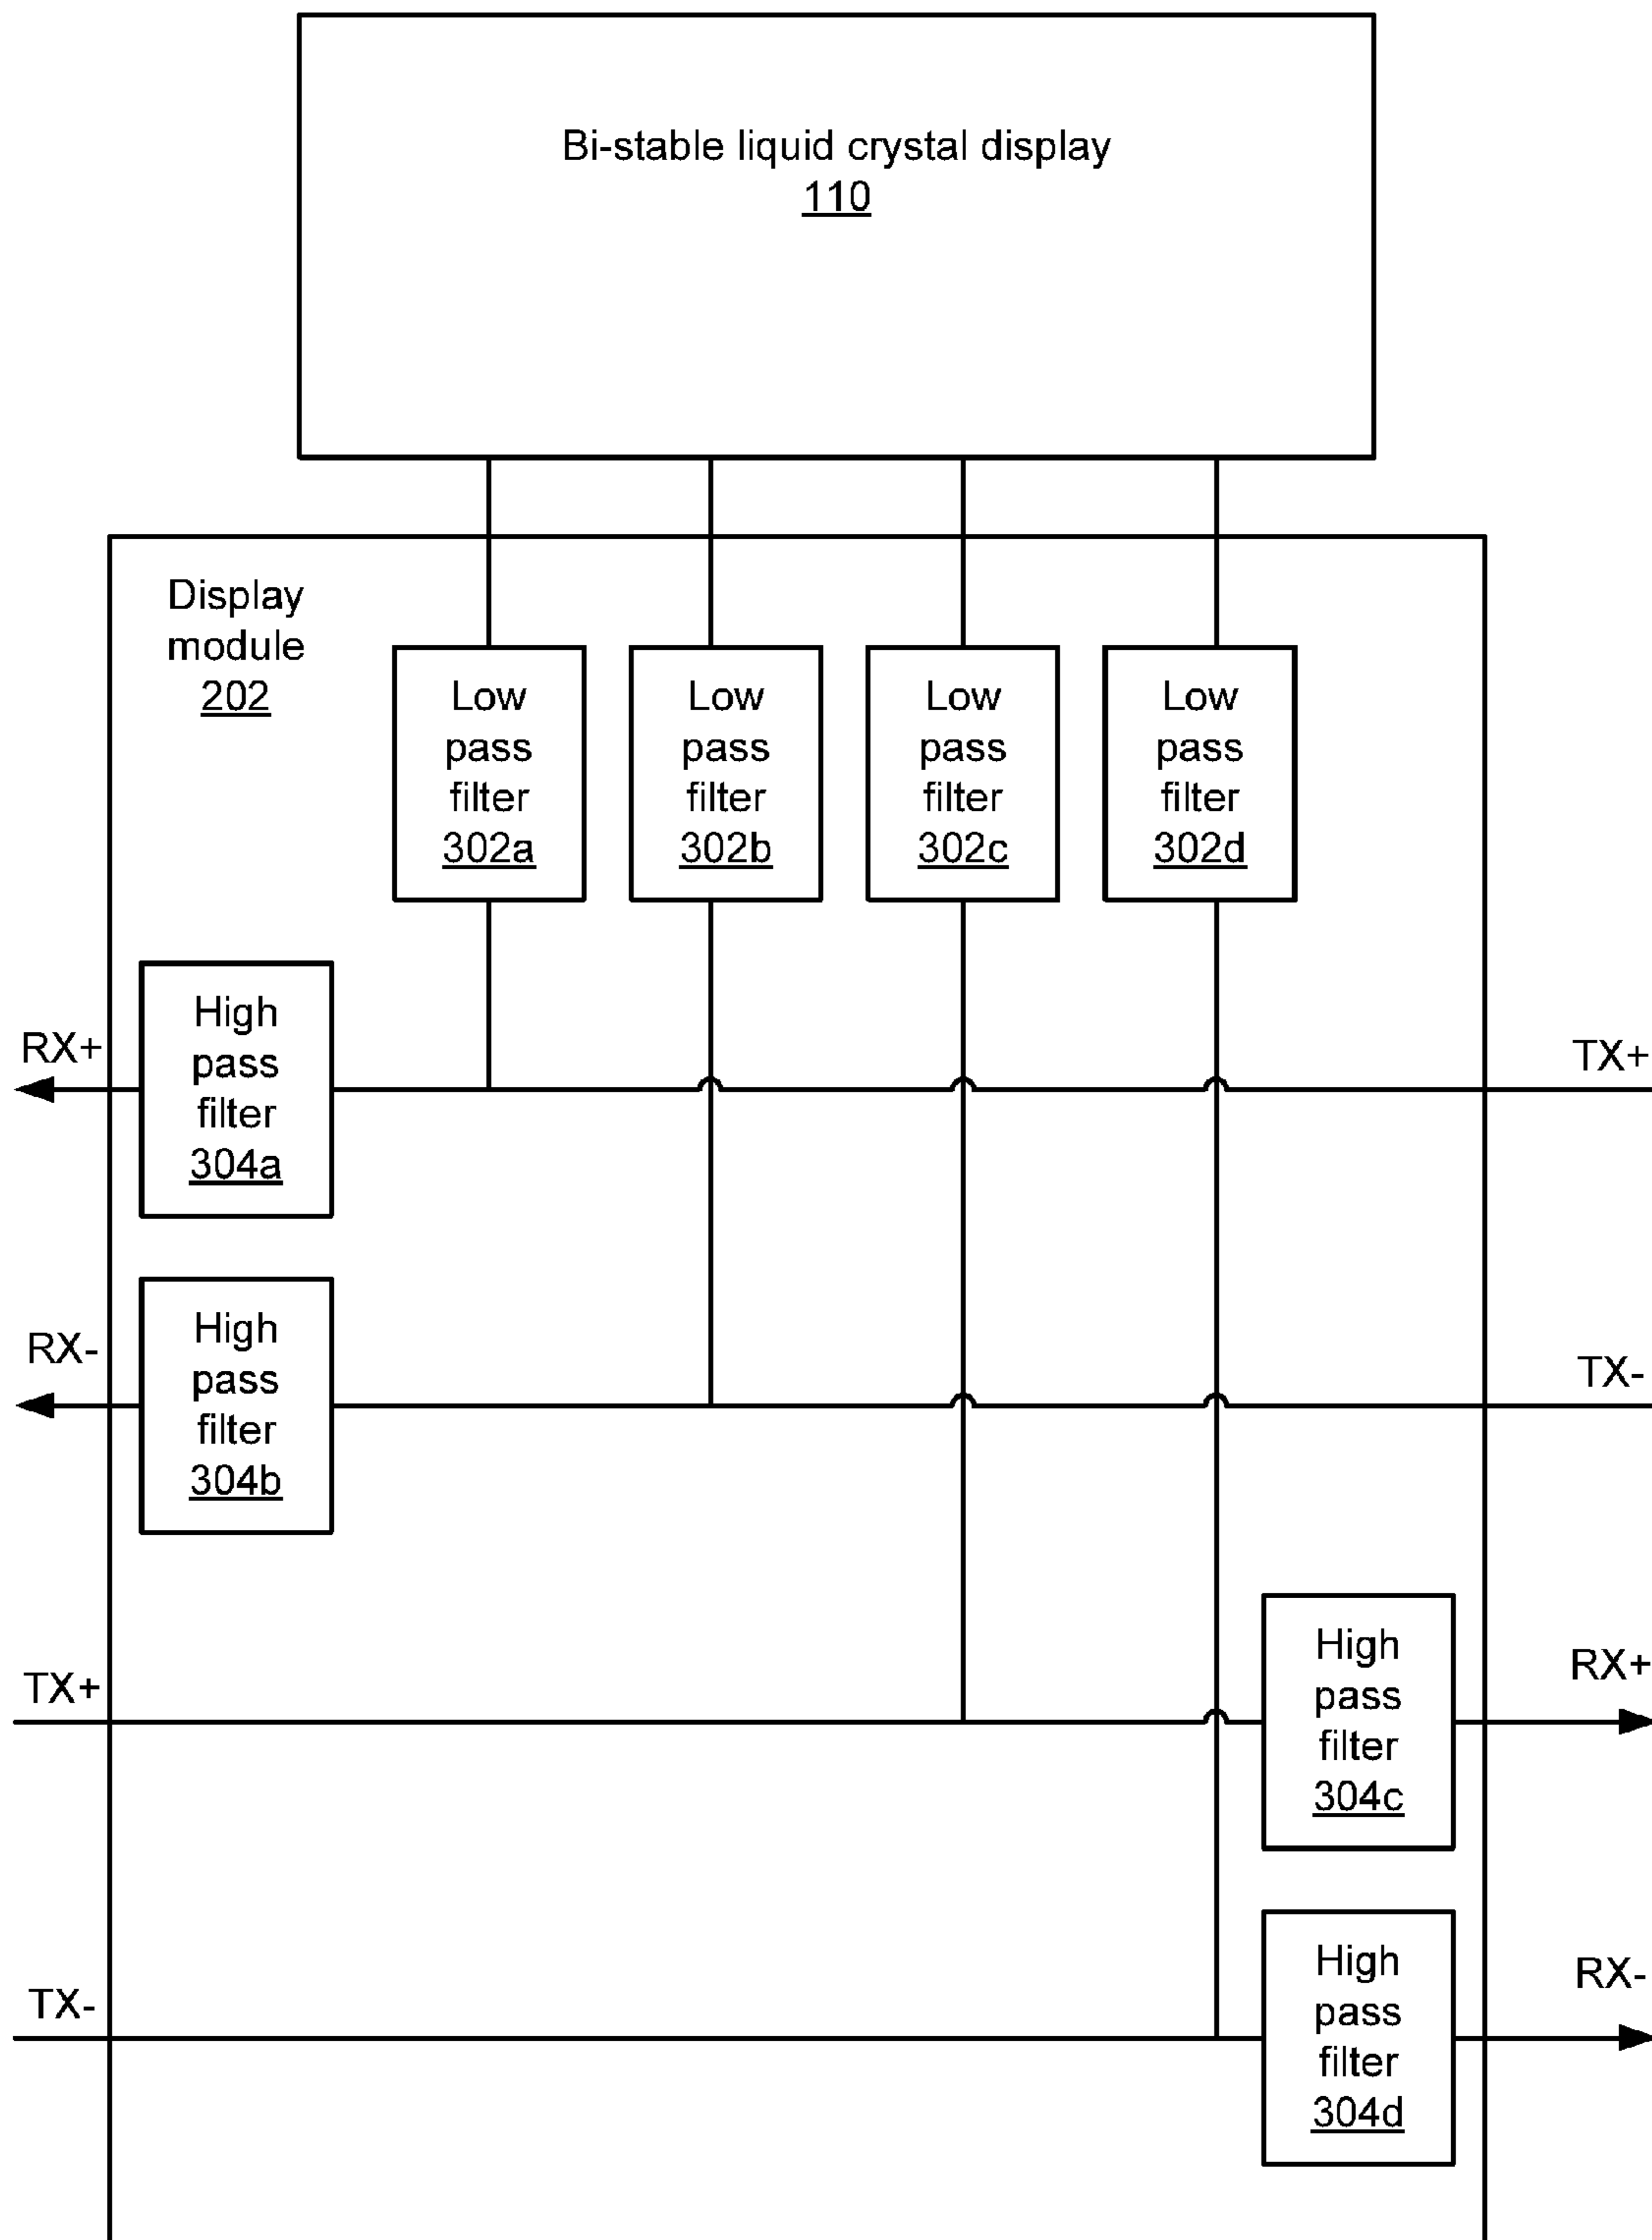 Bi-stable liquid crystal display
110
Display
module
202
Low
pass
filter
302a
Low
pass
filter
302b
Low
pass
filter
302c
Low
pass
filter
302d
RX+
High
pass
filter
304a
TX+
RX-
High
pass
filter
304b
TX-
TX+
High
pass
filter
304c
RX+
TX-
High
pass
filter
304d
RX-